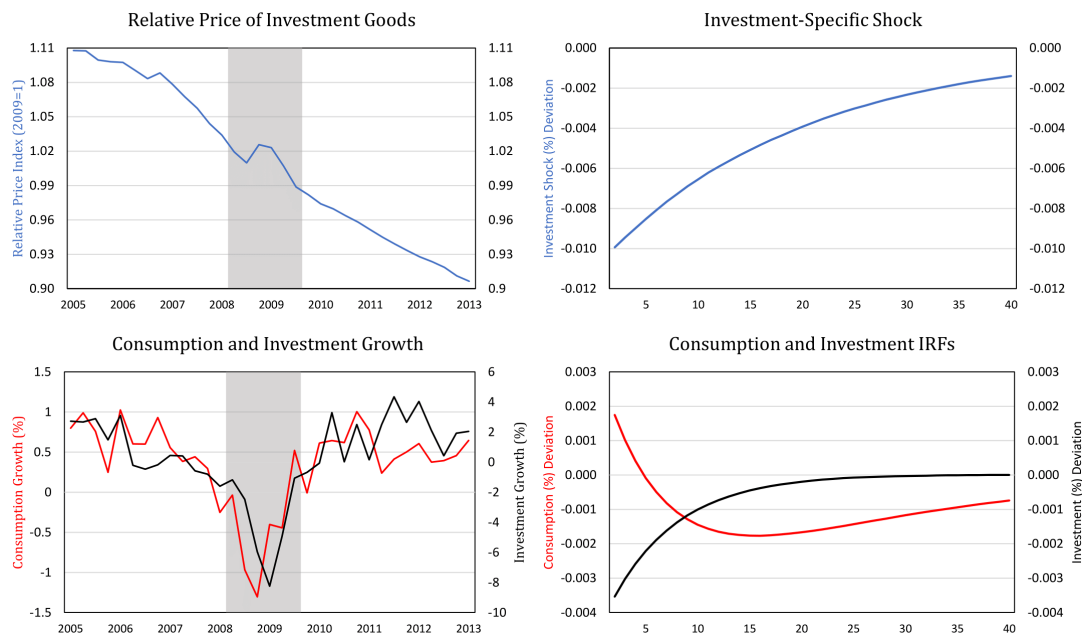 Relative Price of Investment Goods
Relative Price Index (2009=1)
1.11 1.11
1.08 1.08
1.05 1.05
1.02 1.02
0.99 0.99
0.96 0.96
0.93 0.93
0.90 0.9
2005 2006 2007 2008 2009 2010 2011 2012 2013
Investment-Specific Shock
Investment Shock (%) Deviation
0.000 0.000
-0.002 -0.002
-0.004 -0.004
-0.006 -0.006
-0.008 -0.008
-0.010 -0.010
-0.012 -0.012
5 10 15 20 25 30 35 40
Consumption and Investment Growth
Consumption Growth (%)
1.5 6
1 4
0.5 2
0 0
-0.5 -2
-1 -4
-1.5 -6
-8
-10
Investment Growth (%)
2005 2006 2007 2008 2009 2010 2011 2012 2013
Consumption and Investment IRFs
Consumption (%) Deviation
0.003 0.003
0.002 0.002
0.001 0.001
0.000 0.000
-0.001 -0.001
-0.002 -0.002
-0.003 -0.003
-0.004 -0.004
Investment (%) Deviation
5 10 15 20 25 30 35 40